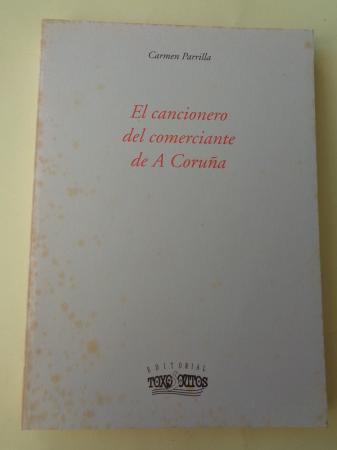 Carmen Parrilla
El cancionero
del comerciante
de A Coruña
EDITORIAL
TOXOSOUTOS